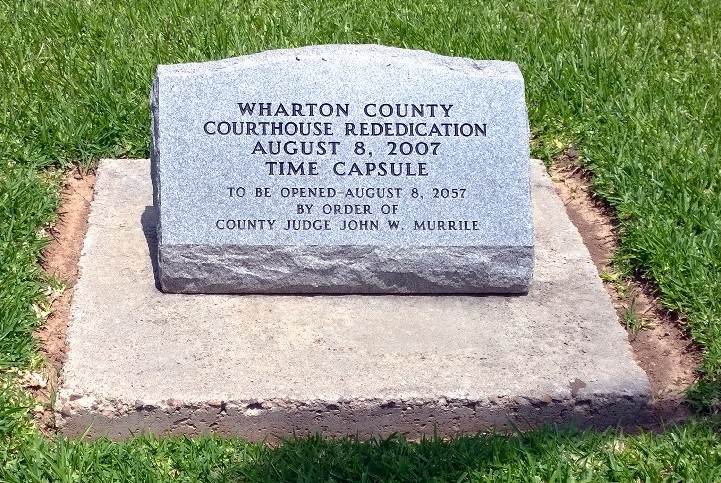 WHARTON COUNTY
COURTHOUSE REDEDICATION
AUGUST 8, 2007
TIME CAPSULE
TO BE OPENED-AUGUST 8, 2057
BY ORDER OF
COUNTY JUDGE JOHN W. MURRILE